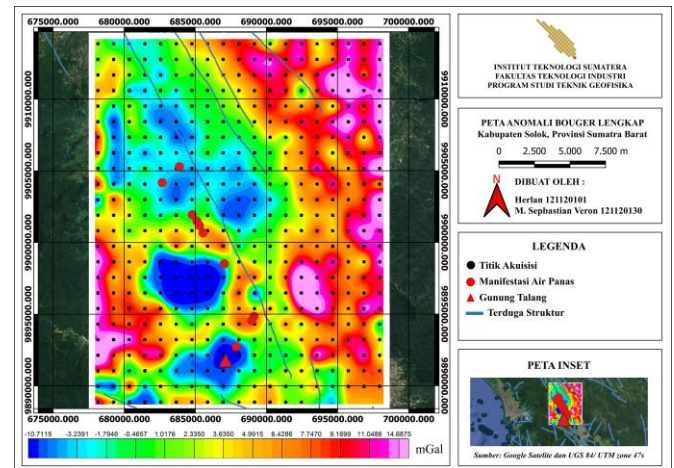 675000.000 680000.000 685000.000 690000.000 695000.000 700000.000
9910000.000
9905000.000
9900000.000
9895000.000
9890000.000
9910000.000
9905000.000
9900000.000
9895000.000
9890000.000
675000.000 680000.000 685000.000 690000.000 695000.000 700000.000
-10.7115 -3.2391 -1.7946 -0.4657 1.0176 2.3350 3.6350 4.9915 6.4286 7.7470 9.1699 11.0486 14.6875
mGal
INSTITUT TEKNOLOGI SUMATERA
FAKULTAS TEKNOLOGI INDUSTRI
PROGRAM STUDI TEKNIK GEOFISIKA
PETA ANOMALI BOUGER LENGKAP
Kabupaten Solok, Provinsi Sumatra Barat
0 2.500 5.000 7.500 m
N
DIBUAT OLEH :
Herlan 121120101
M. Sepbastian Veron 121120130
LEGENDA
Titik Akuisisi
Manifestasi Air Panas
Gunung Talang
Terduga Struktur
PETA INSET
Sumber: Google Satelite dan UGS 84/ UTM zone 47s